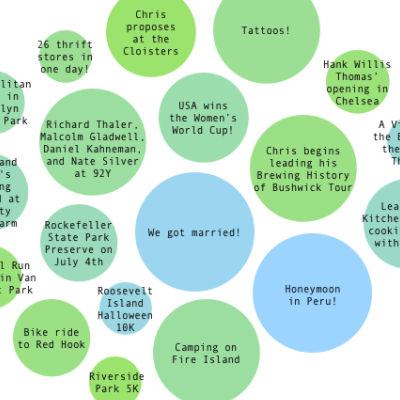 Chris
proposes
at the
Cloisters
Tattoos!
26 thrift
stores in
one day!
Hank Willis
Thomas'
opening in
Chelsea
litan
in
lyn
Park
USA wins
the Women's
World Cup!
Richard Thaler,
Malcolm Gladwell,
Daniel Kahneman,
and Nate Silver
at 92Y
Chris begins
leading his
Brewing History
of Bushwick Tour
A Vi
the B
the
Th
and
's
ng
d at
ty
arm
Rockefeller
State Park
Preserve on
July 4th
We got married!
Lea
Kitche
cooki
with
l Run
in Van
t Park
Roosevelt
Island
Halloween
10K
Honeymoon
in Peru!
Bike ride
to Red Hook
Camping on
Fire Island
Riverside
Park 5K